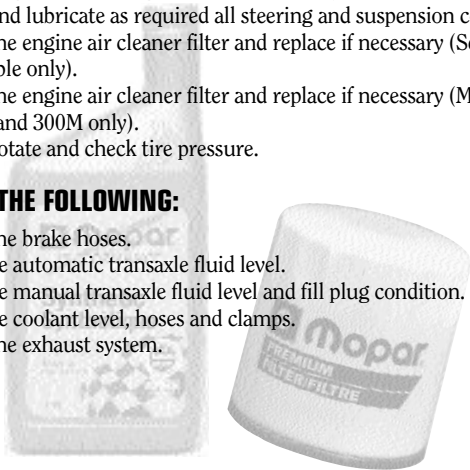 nd lubricate as required all steering and suspension c
ne engine air cleaner filter and replace if necessary (Se
ble only).
ne engine air cleaner filter and replace if necessary (M
and 300M only).
otate and check tire pressure.
THE FOLLOWING:
ne brake hoses.
e automatic transaxle fluid level.
e manual transaxle fluid level and fill plug condition.
e coolant level, hoses and clamps.
ne exhaust system.
Mopar
Mopar
PREMIUM
FILTER/FILTRE